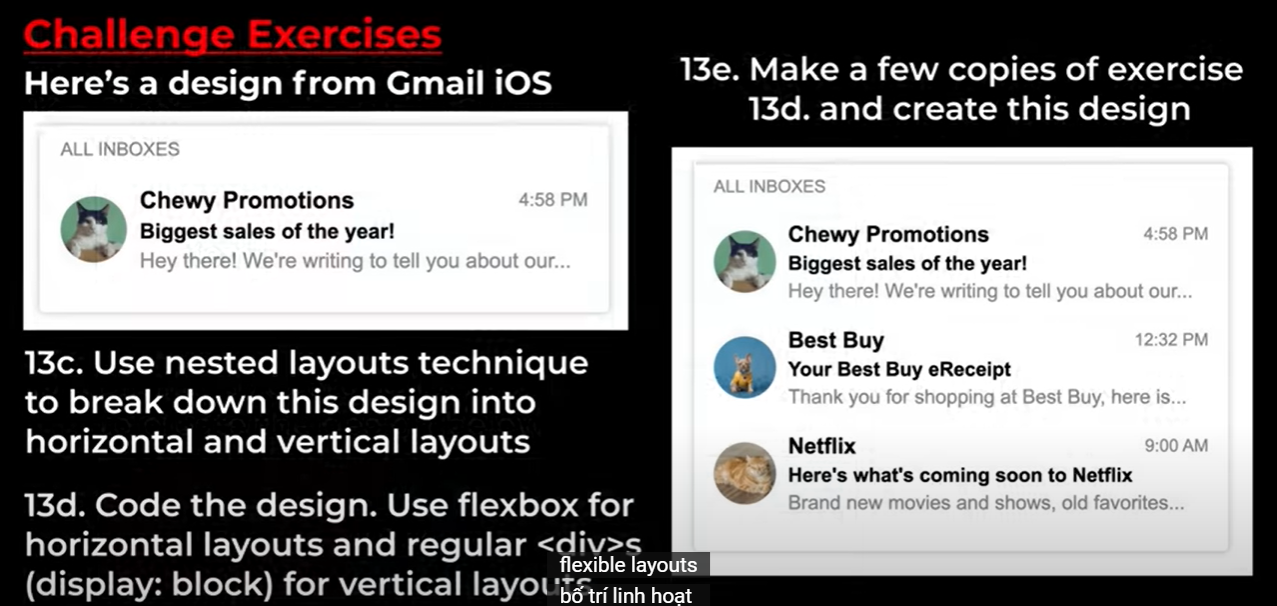 Challenge Exercises
Here's a design from Gmail iOS
ALL INBOXES
Chewy Promotions
4:58 PM
Biggest sales of the year!
Hey there! We're writing to tell you about our...
13c. Use nested layouts technique
to break down this design into
horizontal and vertical layouts
13d. Code the design. Use flexbox for
horizontal layouts and regular <div>s
(display: block) for vertical layouts
13e. Make a few copies of exercise
13d. and create this design
ALL INBOXES
Chewy Promotions
4:58 PM
Biggest sales of the year!
Hey there! We're writing to tell you about our...
Best Buy
12:32 PM
Your Best Buy eReceipt
Thank you for shopping at Best Buy, here is...
Netflix
9:00 AM
Here's what's coming soon to Netflix
Brand new movies and shows, old favorites...
flexible layouts
bố trí linh hoạt